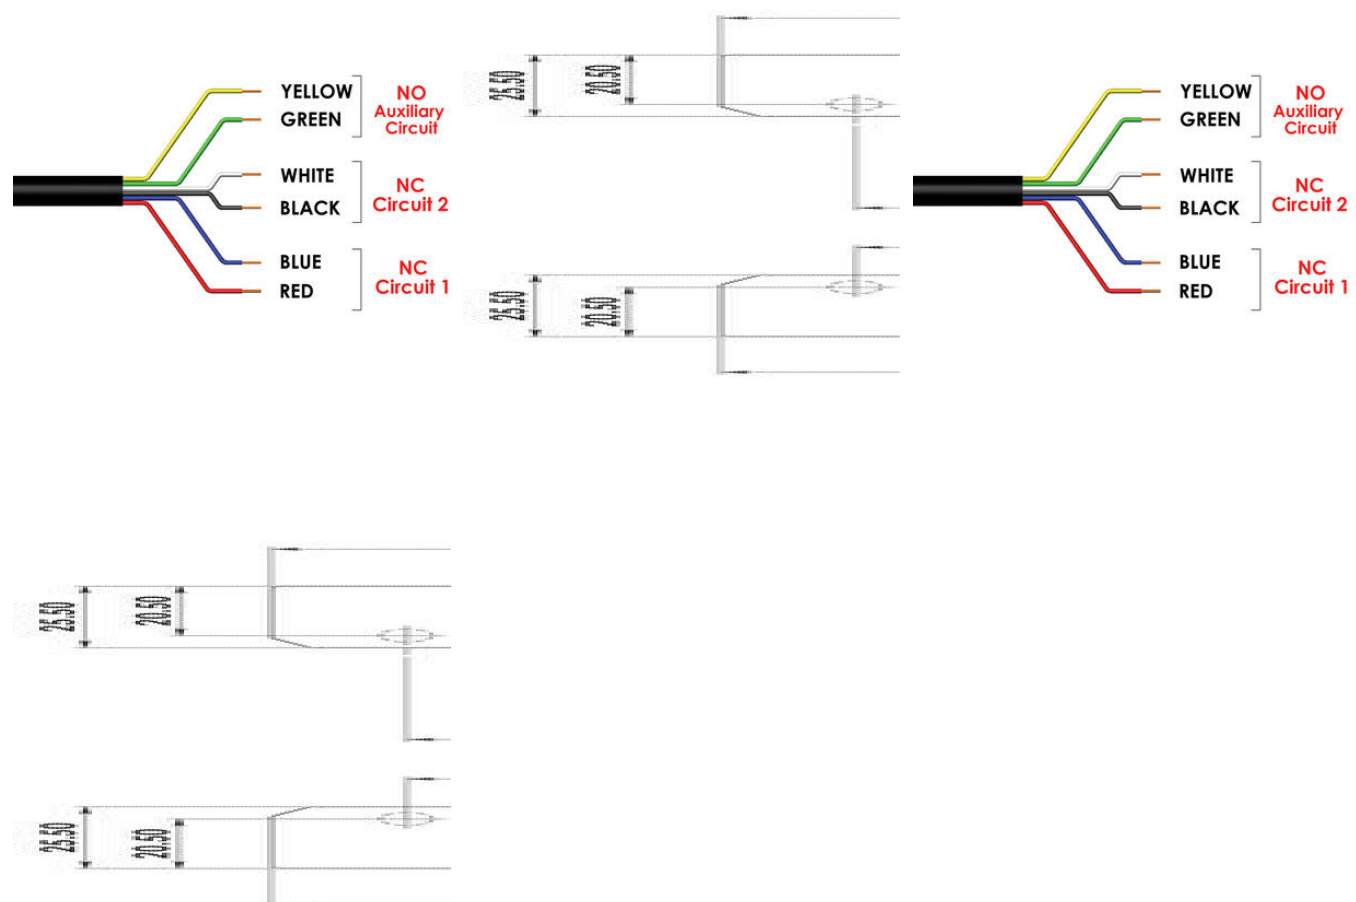 YELLOW
GREEN
NO
Auxiliary
Circuit
WHITE
BLACK
NC
Circuit 2
BLUE
RED
NC
Circuit 1
25.50
20.50
25.50
20.50
YELLOW
GREEN
NO
Auxiliary
Circuit
WHITE
BLACK
NC
Circuit 2
BLUE
RED
NC
Circuit 1
25.50
20.50
25.50
20.50